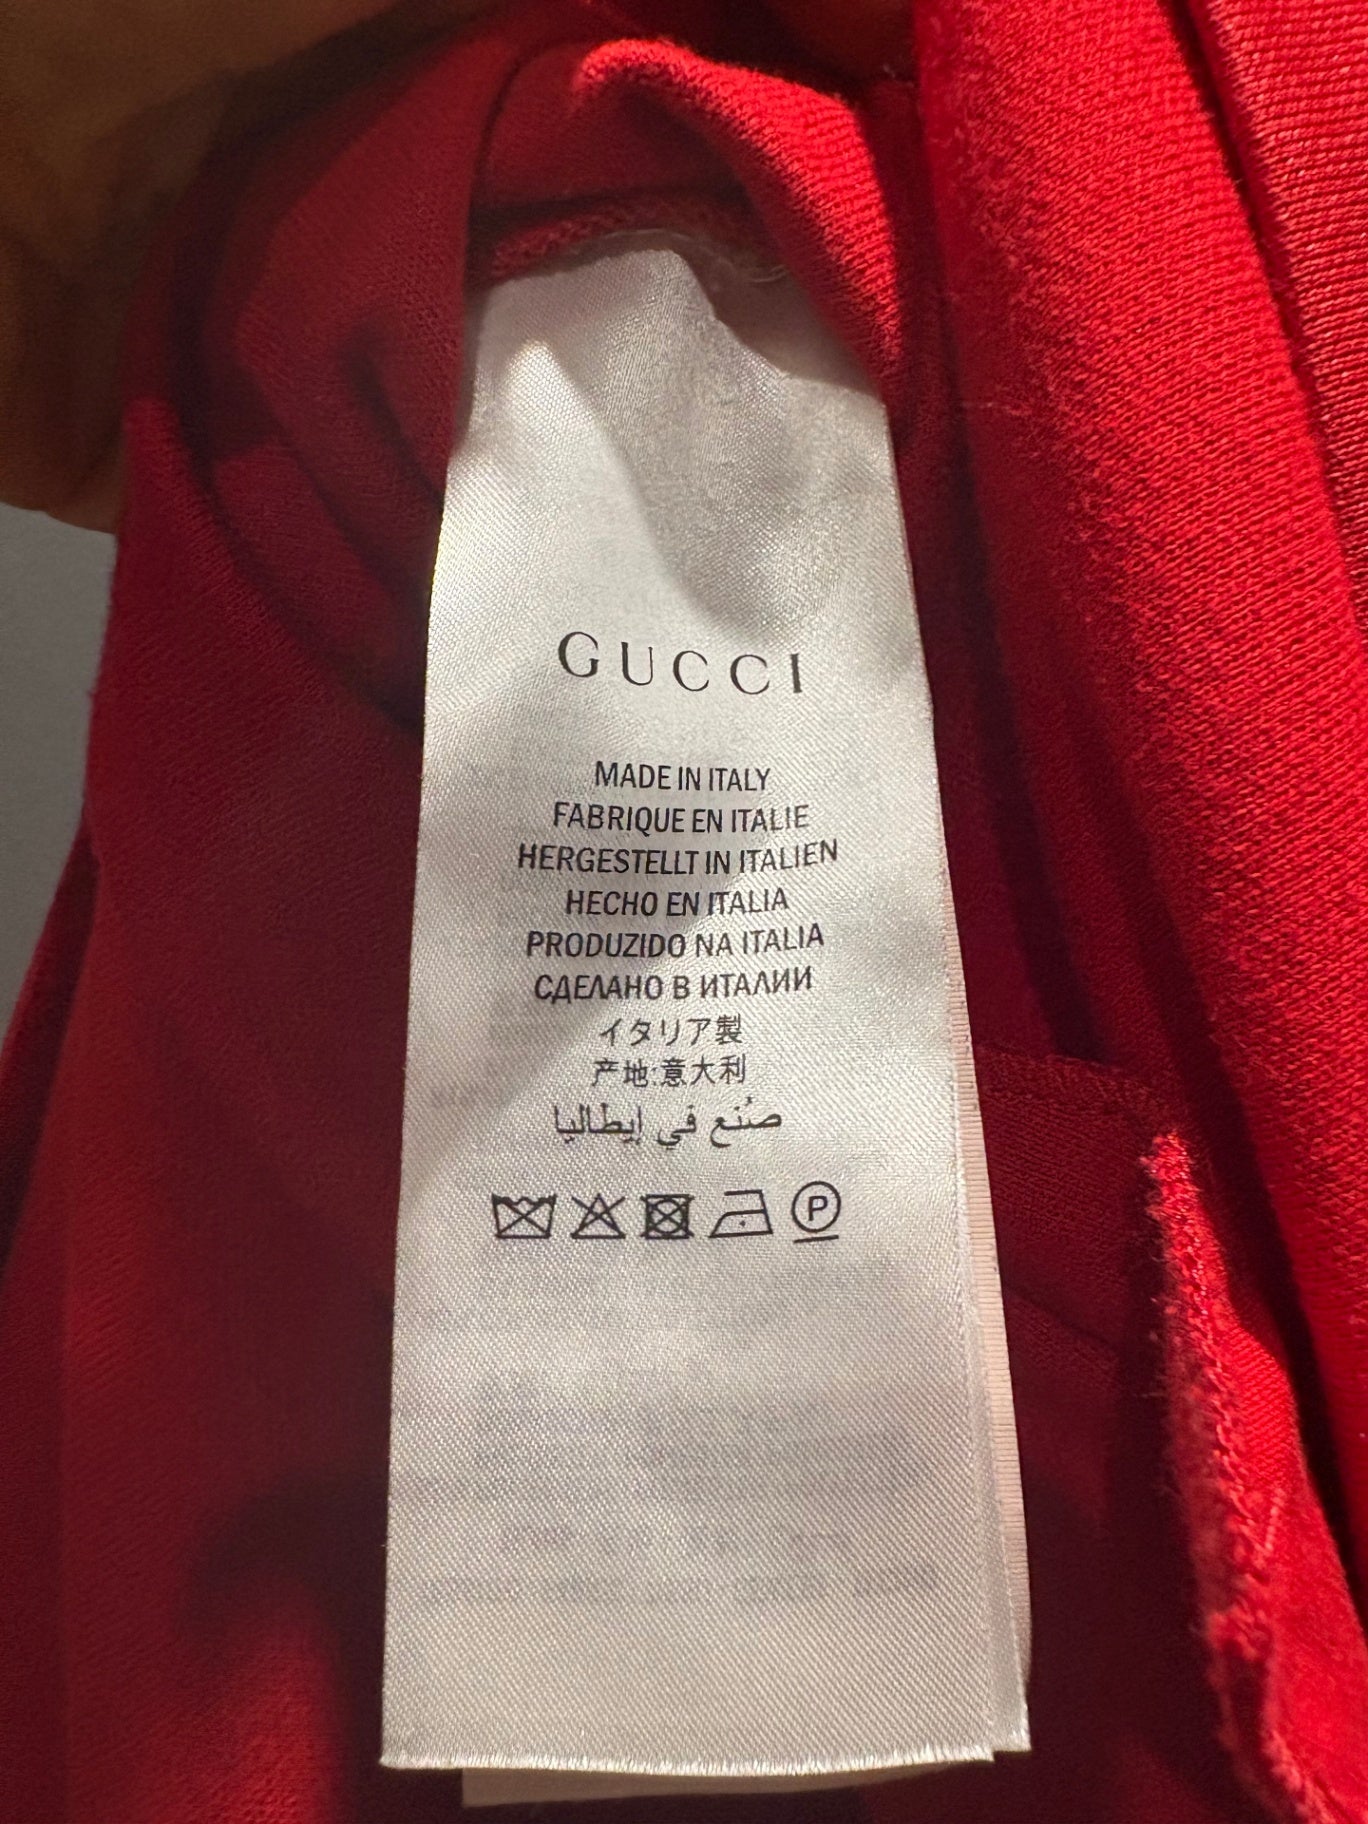 GUCCI
MADE IN ITALY
FABRIQUE EN ITALIE
HERGESTELLT IN ITALIEN
HECHO EN ITALIA
PRODUZIDO NA ITALIA
СДЕЛАНО В ИТАЛИИ
イタリア製
产地:意大利
صُنع في إيطاليا
P